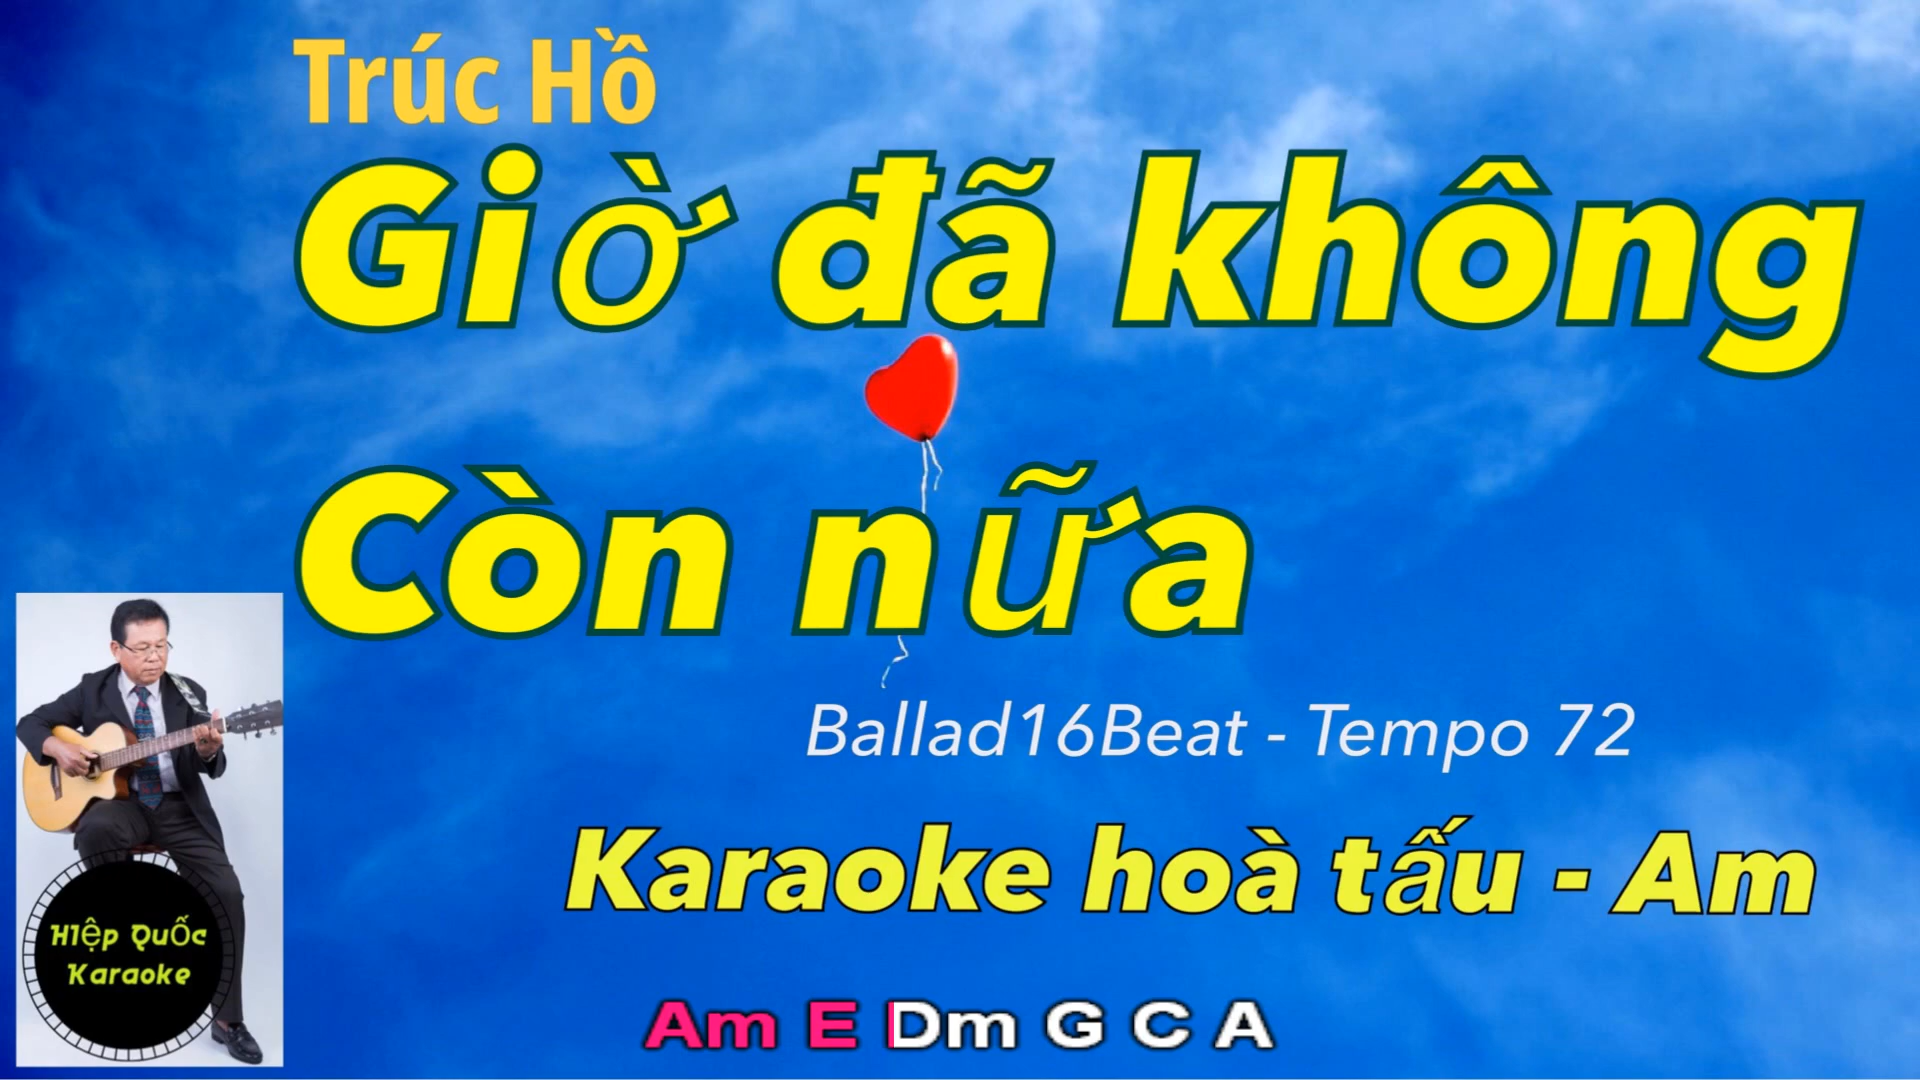 Trúc Hồ
Giờ đã không
Còn nữa
Ballad16Beat - Tempo 72
Karaoke hoà tấu - Am
Hiệp Quốc
Karaoke
Am E Dm G C A